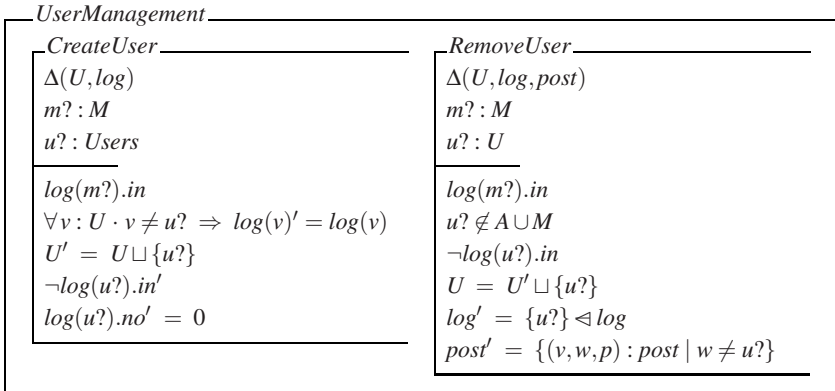 UserManagement
CreateUser
Δ(U,log)
m? : M
u? : Users
log(m?).in
∀v : U · v ≠ u? ⇒ log(v)′ = log(v)
U′ = U ⊔ {u?}
¬log(u?).in′
log(u?).no′ = 0
RemoveUser
Δ(U,log,post)
m? : M
u? : U
log(m?).in
u? ∉ A ∪ M
¬log(u?).in
U = U′ ⊔ {u?}
log′ = {u?} ⩤ log
post′ = {(v,w,p) : post | w ≠ u?}